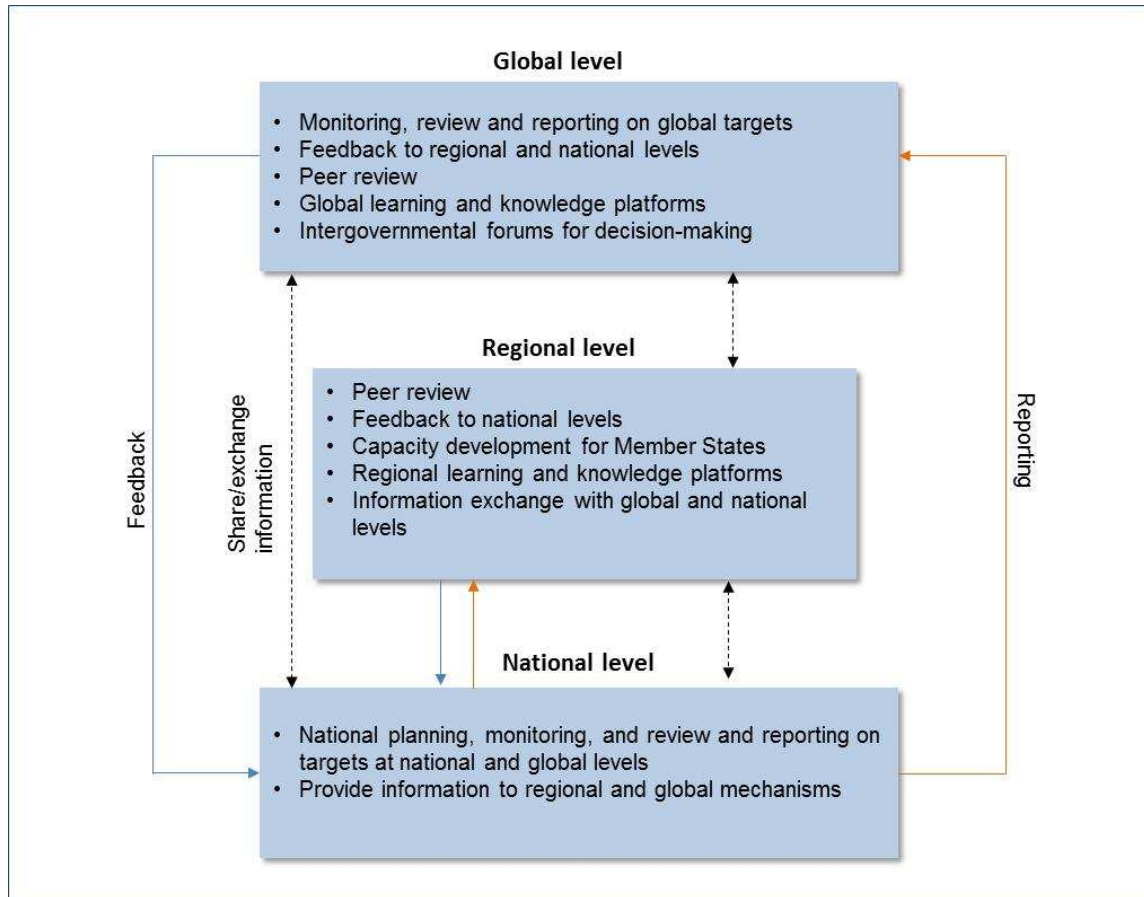 Global level
• Monitoring, review and reporting on global targets
• Feedback to regional and national levels
• Peer review
• Global learning and knowledge platforms
• Intergovernmental forums for decision-making
Regional level
• Peer review
• Feedback to national levels
• Capacity development for Member States
• Regional learning and knowledge platforms
• Information exchange with global and national
levels
Feedback
Share/exchange
information
Reporting
National level
• National planning, monitoring, and review and reporting on
targets at national and global levels
• Provide information to regional and global mechanisms